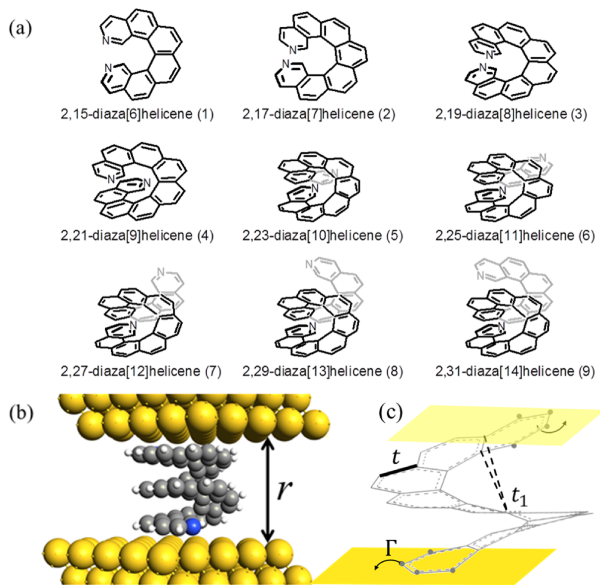 (a)
N N N
N N N
2,15-diaza[6]helicene (1) 2,17-diaza[7]helicene (2) 2,19-diaza[8]helicene (3)
N N N N N N
2,21-diaza[9]helicene (4) 2,23-diaza[10]helicene (5) 2,25-diaza[11]helicene (6)
N N N
N N N
2,27-diaza[12]helicene (7) 2,29-diaza[13]helicene (8) 2,31-diaza[14]helicene (9)
(b) (c)
r
t
t1
Γ